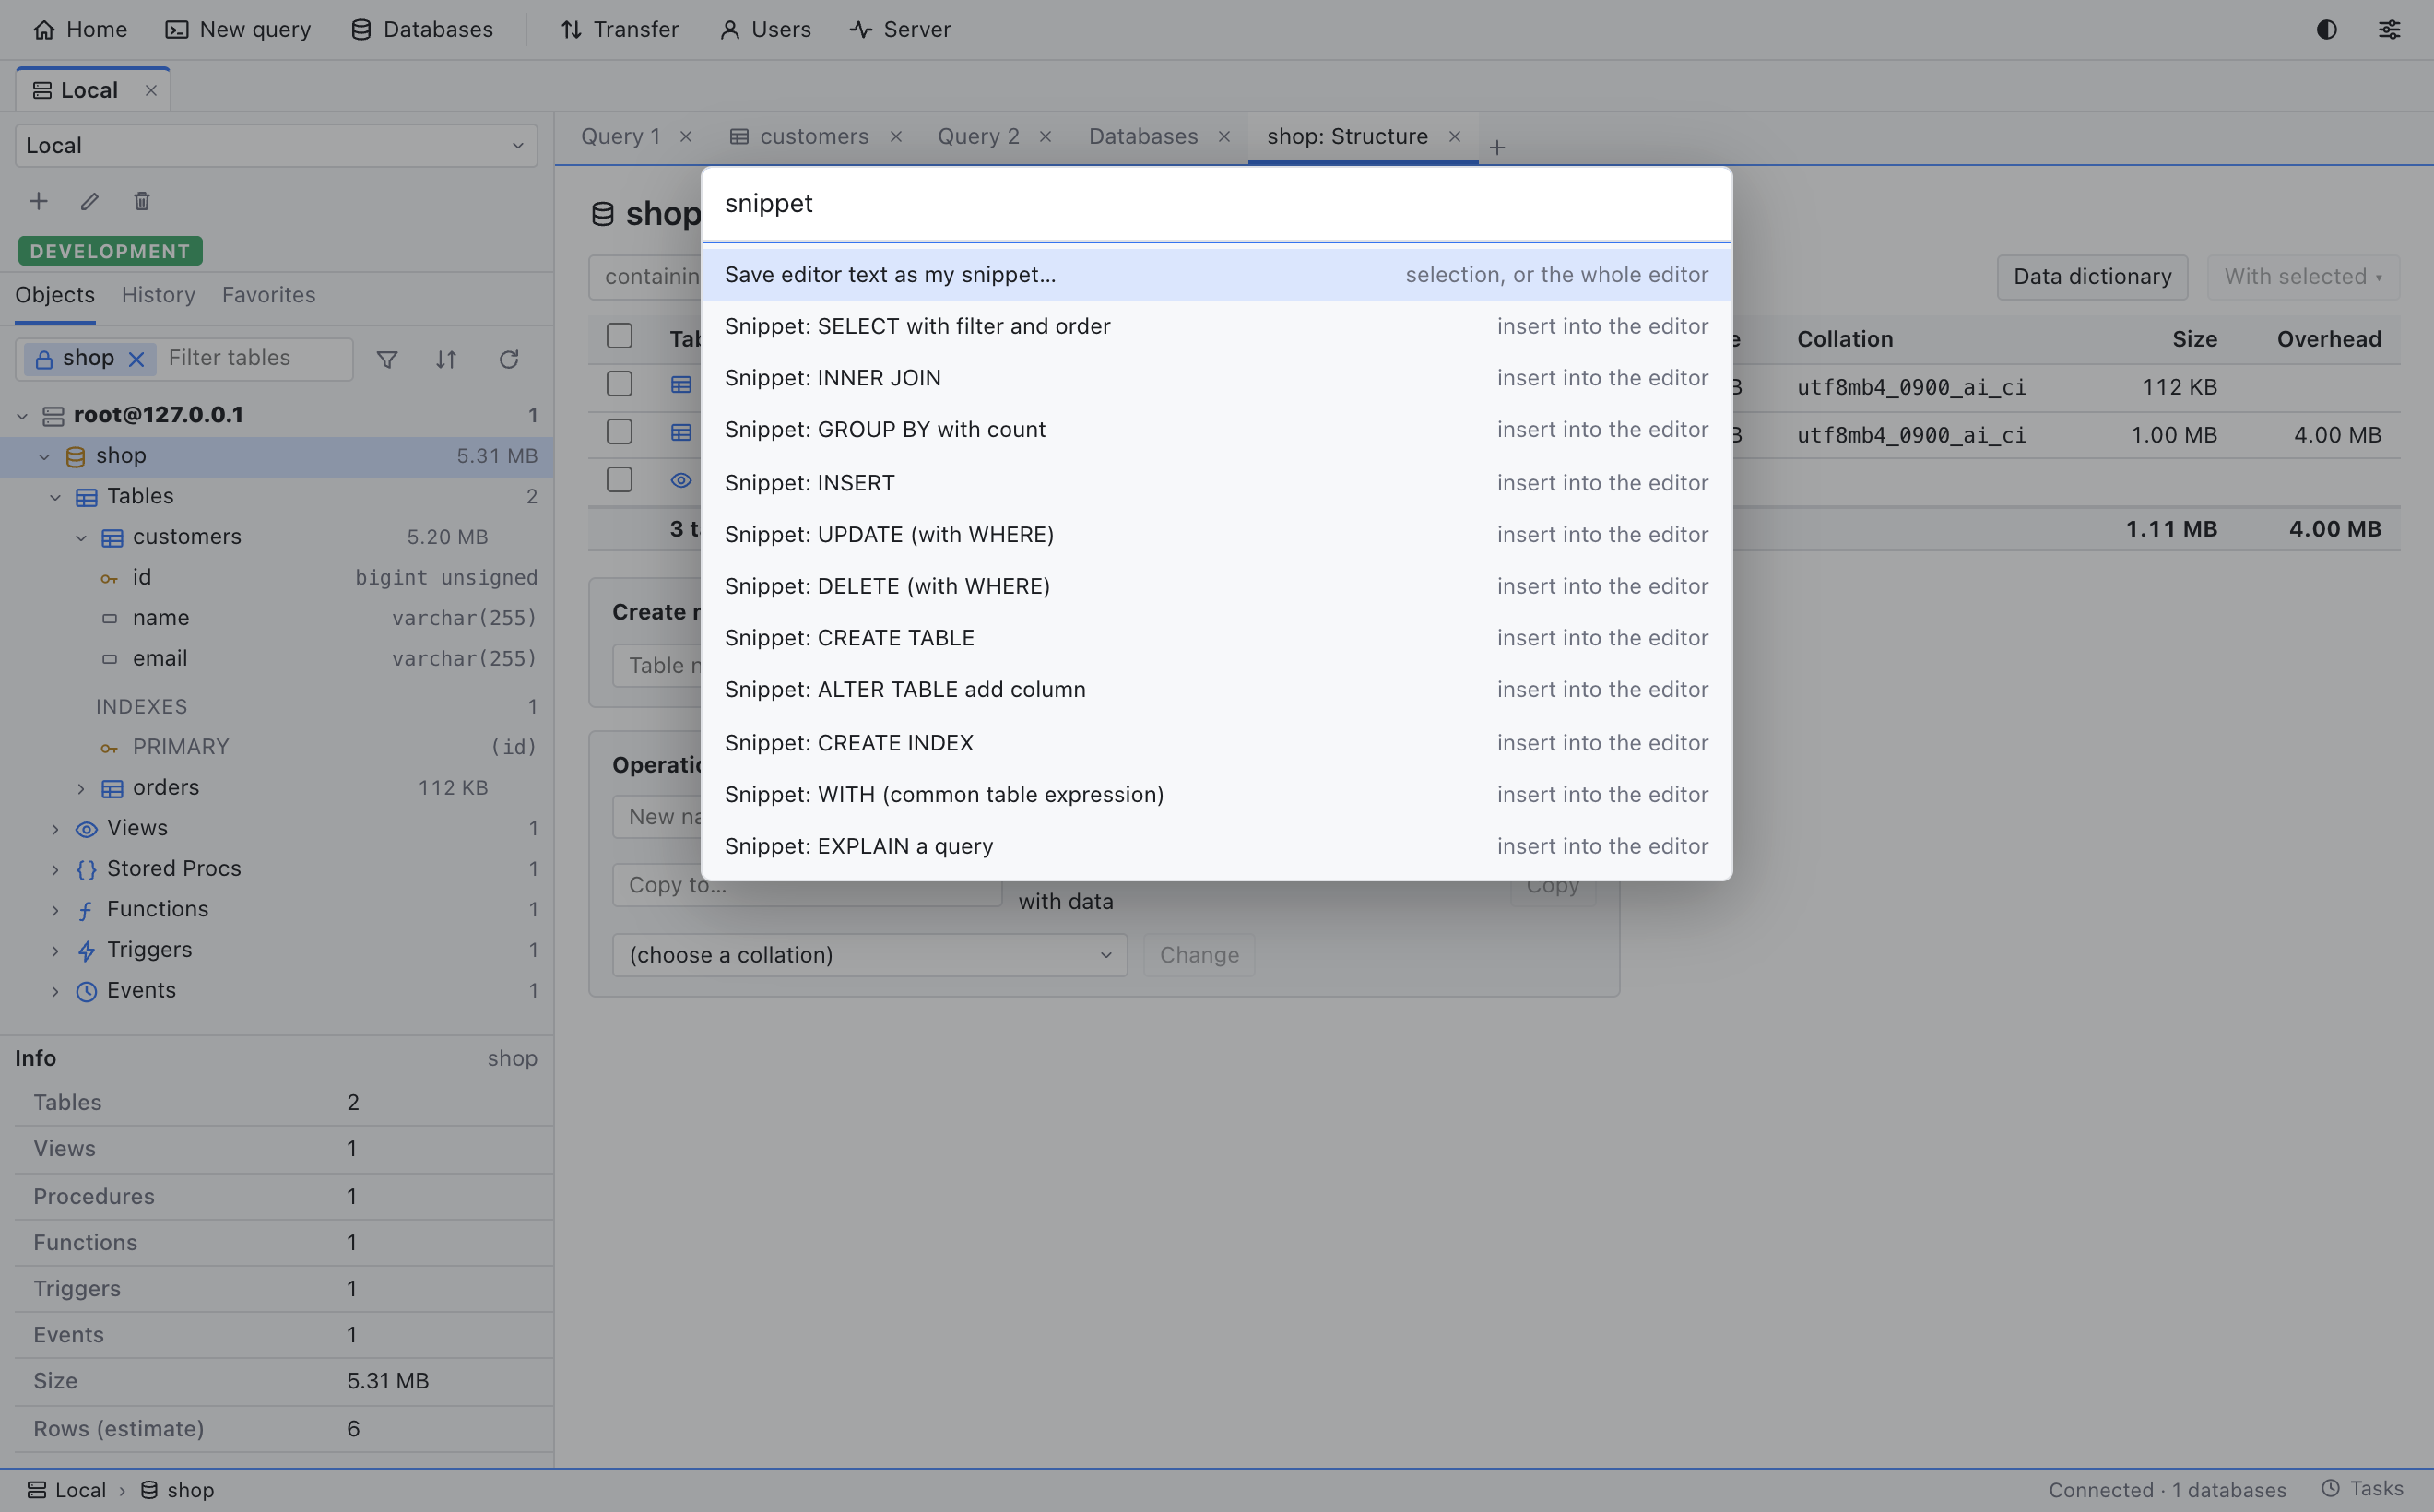 Home New query Databases Transfer Users Server
Local
Local
DEVELOPMENT
Objects History Favorites
shop Filter tables
root@127.0.0.1 1
shop 5.31 MB
Tables 2
customers 5.20 MB
id bigint unsigned
name varchar(255)
email varchar(255)
INDEXES 1
PRIMARY (id)
orders 112 KB
Views 1
Stored Procs 1
Functions 1
Triggers 1
Events 1
Info shop
Tables 2
Views 1
Procedures 1
Functions 1
Triggers 1
Events 1
Size 5.31 MB
Rows (estimate) 6
Query 1 customers Query 2 Databases shop: Structure
shop
Data dictionary With selected
Collation Size Overhead
utf8mb4_0900_ai_ci 112 KB
utf8mb4_0900_ai_ci 1.00 MB 4.00 MB
3 1.11 MB 4.00 MB
snippet
Save editor text as my snippet... selection, or the whole editor
Snippet: SELECT with filter and order insert into the editor
Snippet: INNER JOIN insert into the editor
Snippet: GROUP BY with count insert into the editor
Snippet: INSERT insert into the editor
Snippet: UPDATE (with WHERE) insert into the editor
Snippet: DELETE (with WHERE) insert into the editor
Snippet: CREATE TABLE insert into the editor
Snippet: ALTER TABLE add column insert into the editor
Snippet: CREATE INDEX insert into the editor
Snippet: WITH (common table expression) insert into the editor
Snippet: EXPLAIN a query insert into the editor
Create
Table
New
Copy to... with data Copy
(choose a collation) Change
Local › shop
Connected · 1 databases Tasks